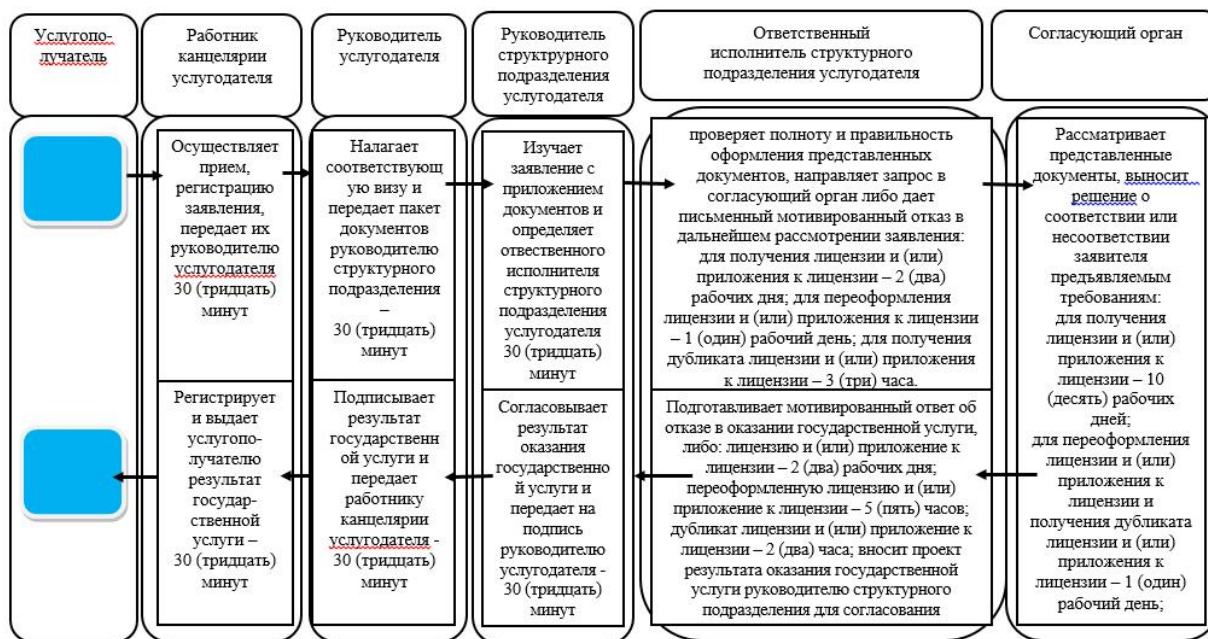 Услугопо-
лучатель
Работник
канцелярии
услугодателя
Руководитель
услугодателя
Руководитель
структрурного
подразделения
услугодателя
Ответственный
исполнитель структурного
подразделения услугодателя
Согласующий орган
Осуществляет
прием,
регистрацию
заявления,
передает их
руководителю
услугодателя
30 (тридцать)
минут
Налагает
соответствующ
ую визу и
передает пакет
документов
руководителю
структурного
подразделения
–
30 (тридцать)
минут
Изучает
заявление с
приложением
документов и
определяет
отвественного
исполнителя
структурного
подразделения
услугодателя
30 (тридцать)
минут
проверяет полноту и правильность
оформления представленных
документов, направляет запрос в
согласующий орган либо дает
письменный мотивированный отказ в
дальнейшем рассмотрении заявления:
для получения лицензии и (или)
приложения к лицензии – 2 (два)
рабочих дня; для переоформления
лицензии и (или) приложения к лицензии
– 1 (один) рабочий день; для получения
дубликата лицензии и (или) приложения
к лицензии – 3 (три) часа.
Рассматривает
представленные
документы, выносит
решение о
соответствии или
несоответствии
заявителя
предъявляемым
требованиям:
для получения
лицензии и (или)
приложения к
лицензии – 10
(десять) рабочих
дней;
для переоформления
лицензии и (или)
приложения к
лицензии и
получения дубликата
лицензии и (или)
приложения к
лицензии – 1 (один)
рабочий день;
Регистрирует
и выдает
услугопо-
лучателю
результат
государ-
ственной
услуги –
30 (тридцать)
минут
Подписывает
результат
государственн
ой услуги и
передает
работнику
канцелярии
услугодателя -
30 (тридцать)
минут
Согласовывает
результат
оказания
государственно
й услуги и
передает на
подпись
руководителю
услугодателя -
30 (тридцать)
минут
Подготавливает мотивированный ответ об
отказе в оказании государственной услуги,
либо: лицензию и (или) приложение к
лицензии – 2 (два) рабочих дня;
переоформленную лицензию и (или)
приложение к лицензии – 5 (пять) часов;
дубликат лицензии и (или) приложение к
лицензии – 2 (два) часа; вносит проект
результата оказания государственной
услуги руководителю структурного
подразделения для согласования